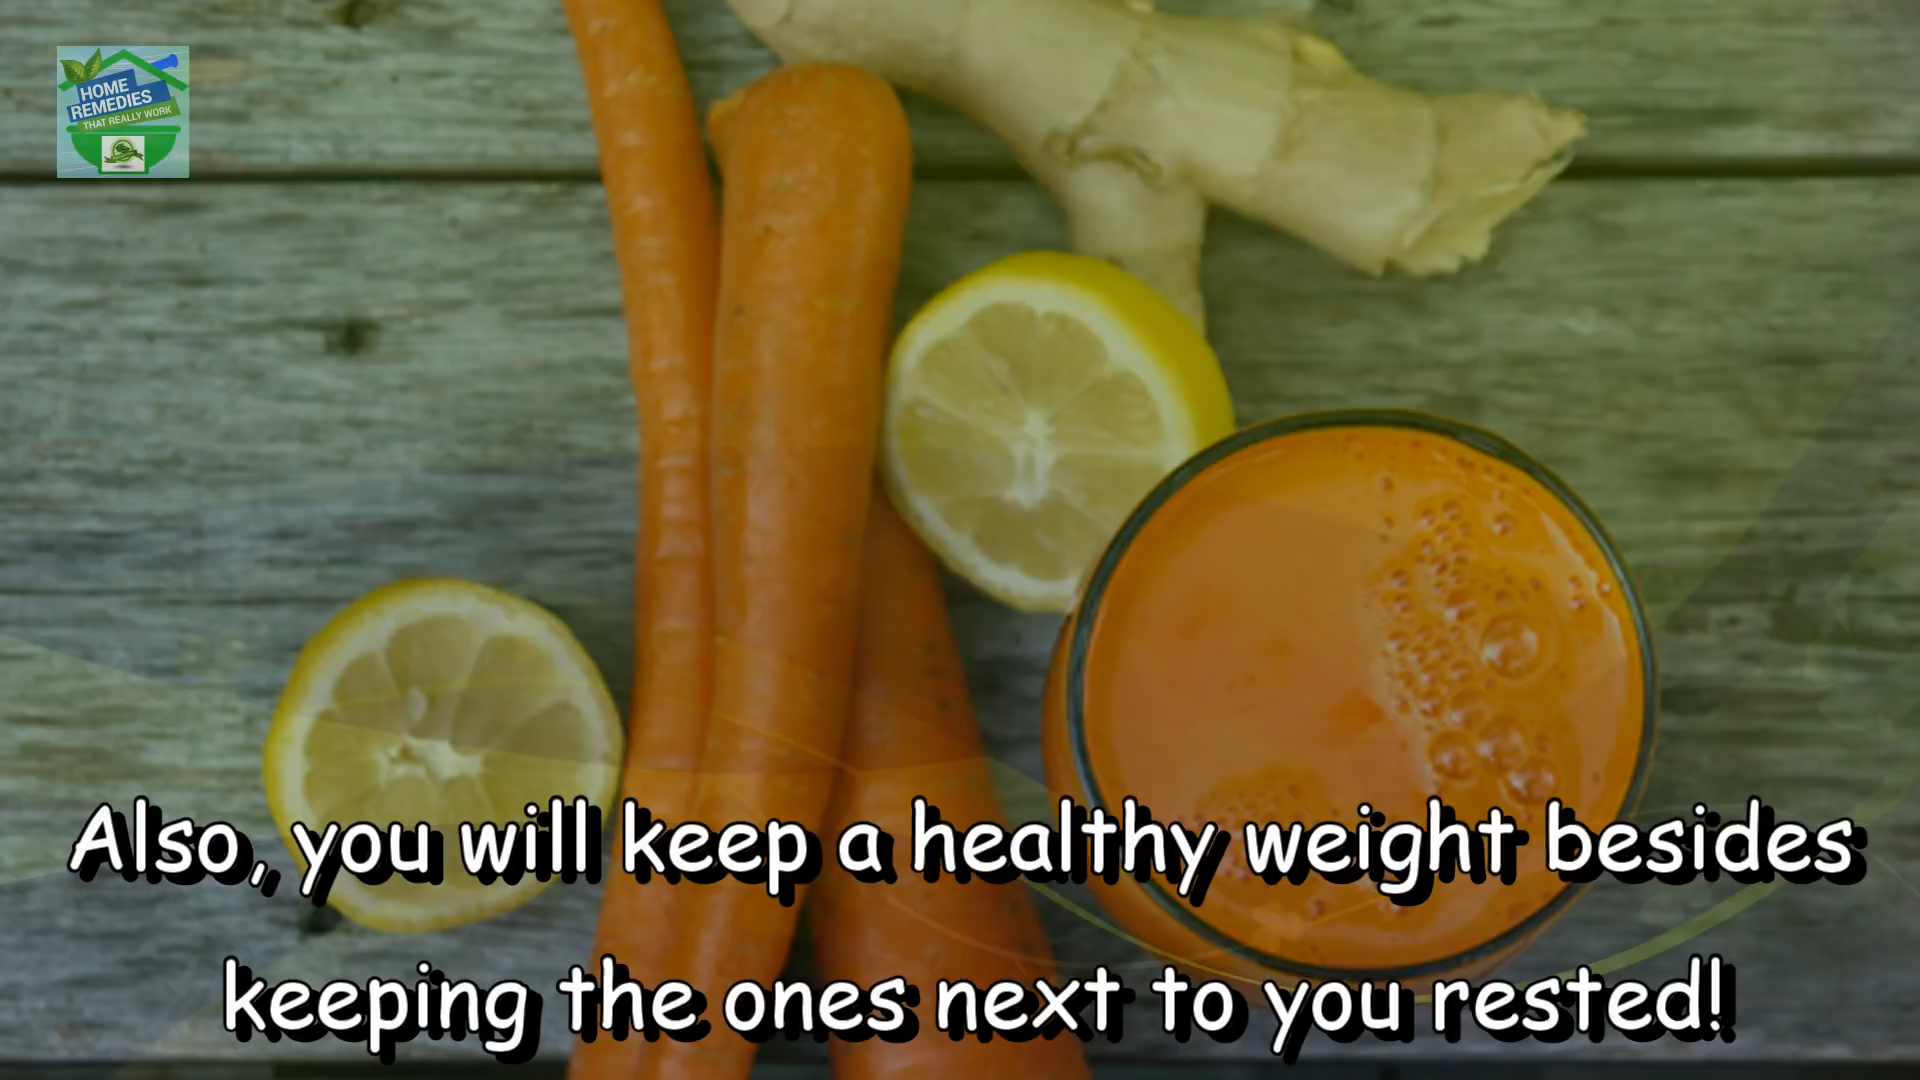 HOME
REMEDIES
THAT REALLY WORK
Also, you will keep a healthy weight besides
keeping the ones next to you rested!